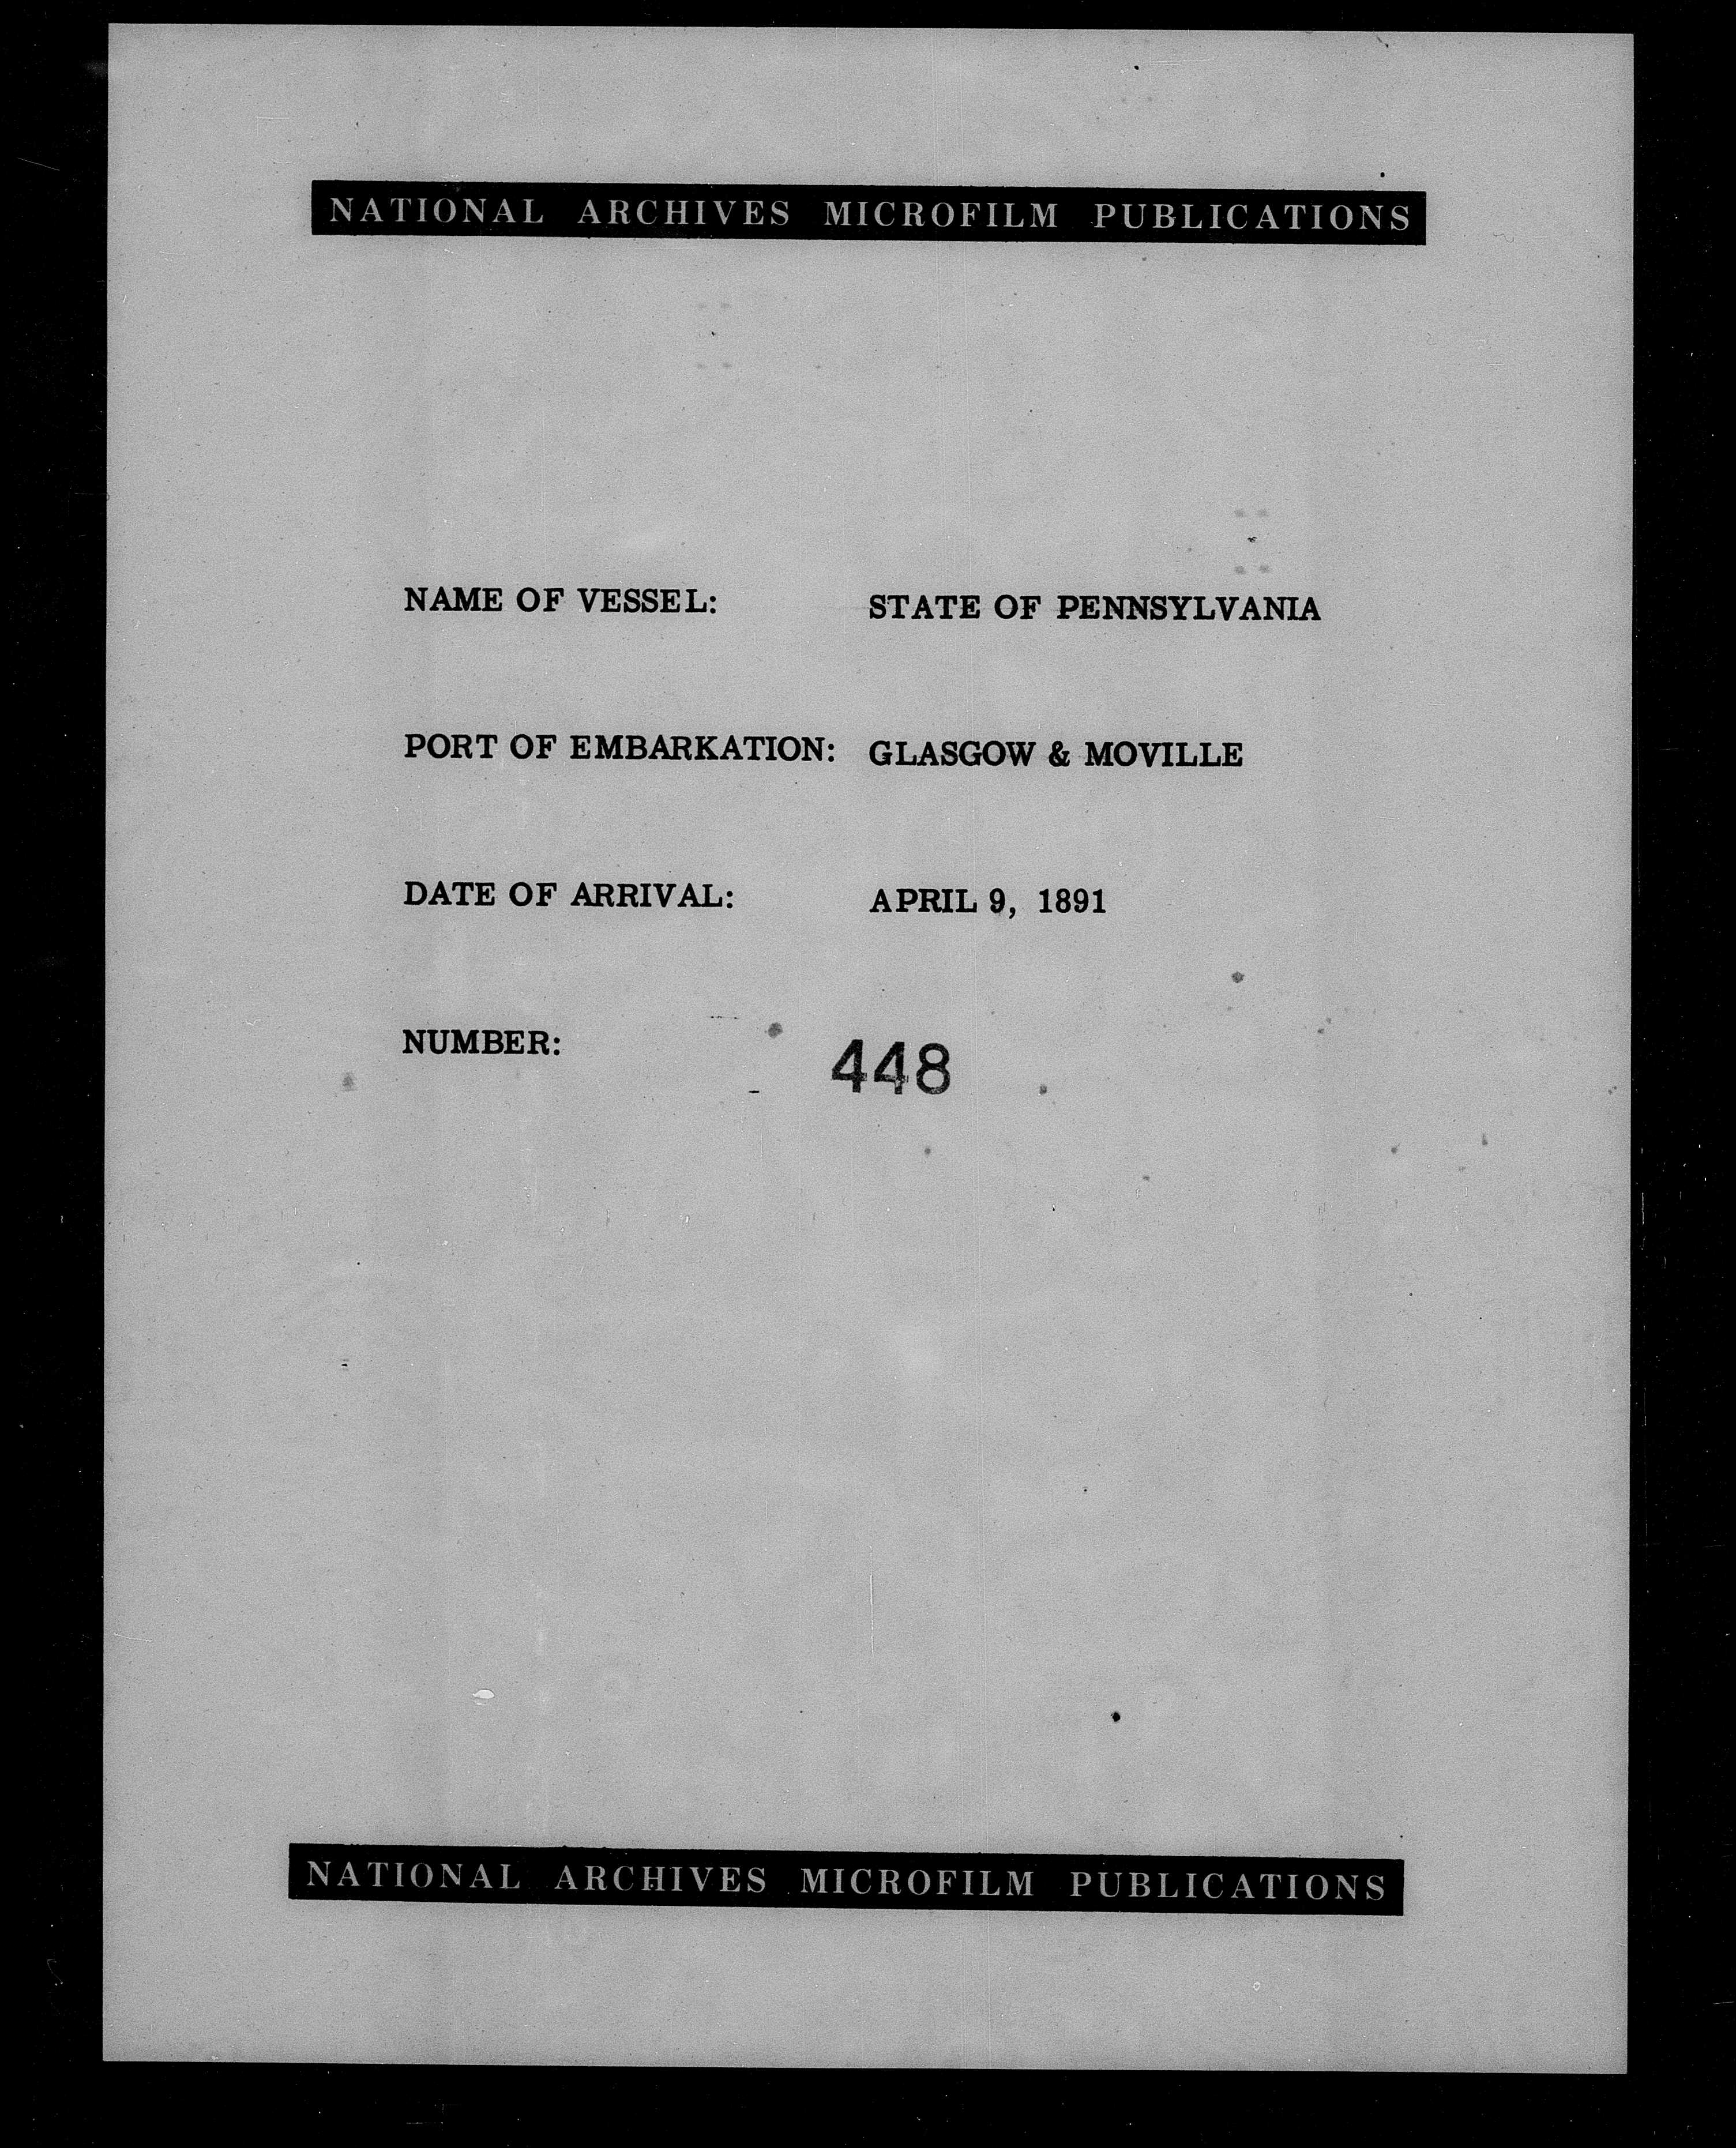 NATIONAL ARCHIVES MICROFILM PUBLICATIONS
NAME OF VESSEL: STATE OF PENNSYLVANIA
PORT OF EMBARKATION: GLASGOW & MOVILLE
DATE OF ARRIVAL: APRIL 9, 1891
NUMBER: 448
NATIONAL ARCHIVES MICROFILM PUBLICATIONS